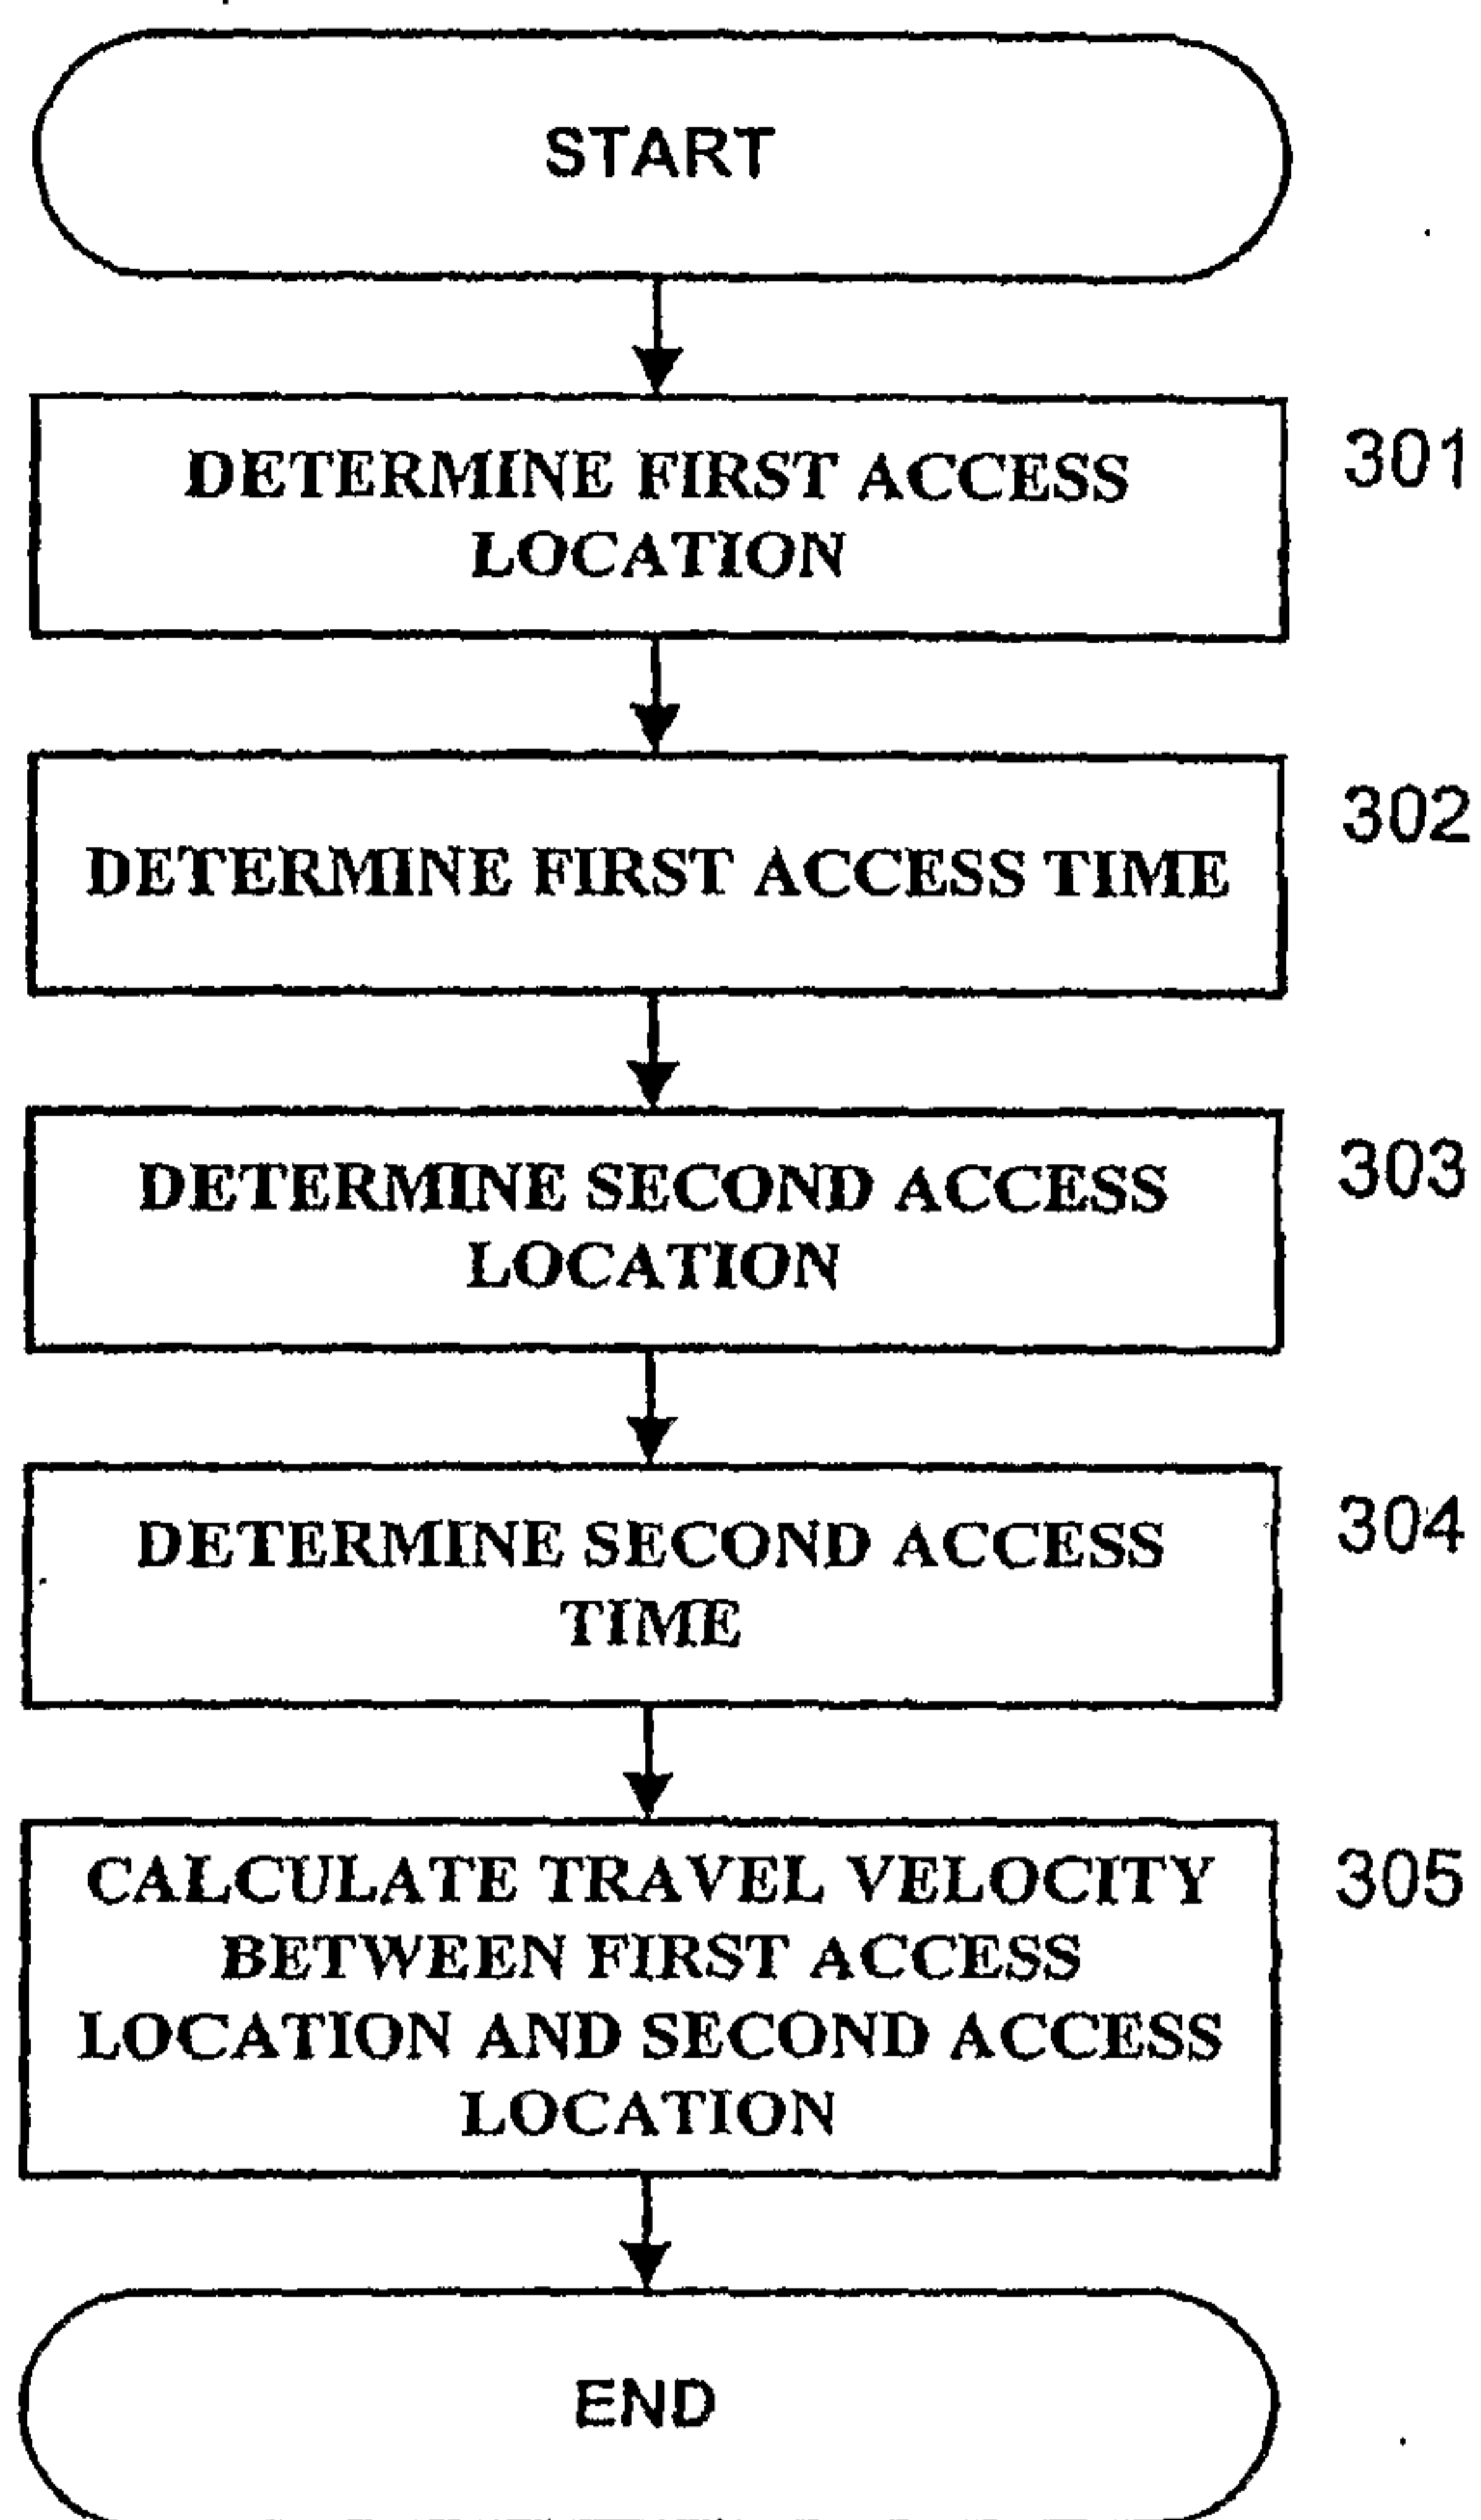 START
DETERMINE FIRST ACCESS
LOCATION
301
DETERMINE FIRST ACCESS TIME
302
DETERMINE SECOND ACCESS
LOCATION
303
DETERMINE SECOND ACCESS
TIME
304
CALCULATE TRAVEL VELOCITY
BETWEEN FIRST ACCESS
LOCATION AND SECOND ACCESS
LOCATION
305
END